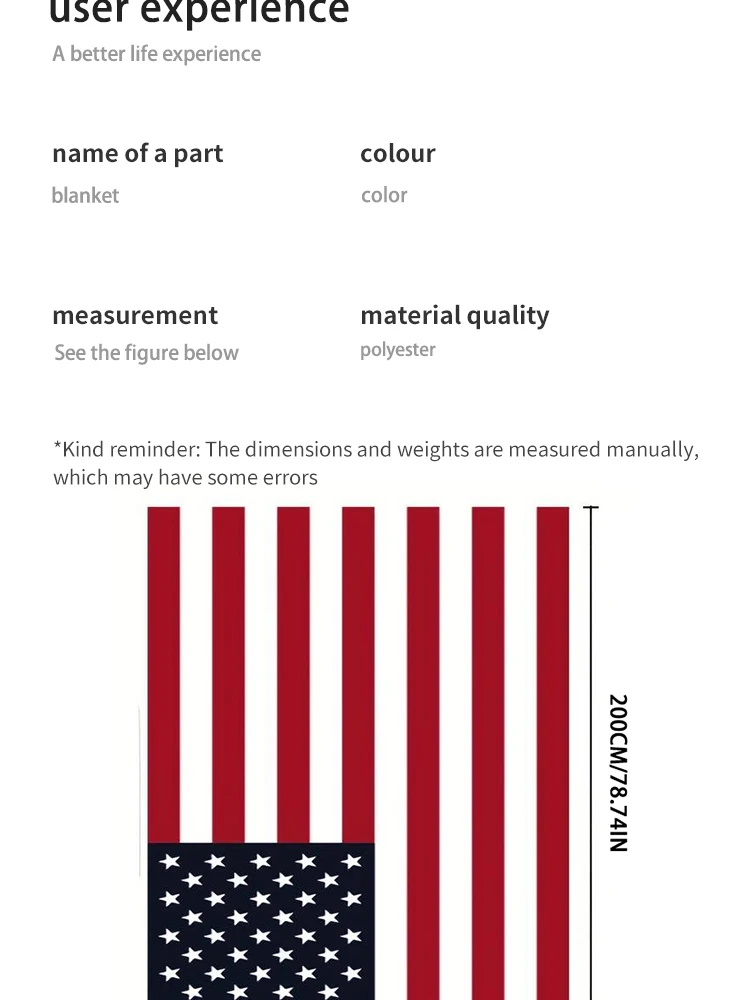 user experience
A better life experience
name of a part
colour
blanket
color
measurement
material quality
See the figure below
polyester
*Kind reminder: The dimensions and weights are measured manually,
which may have some errors
200CM/78.74IN